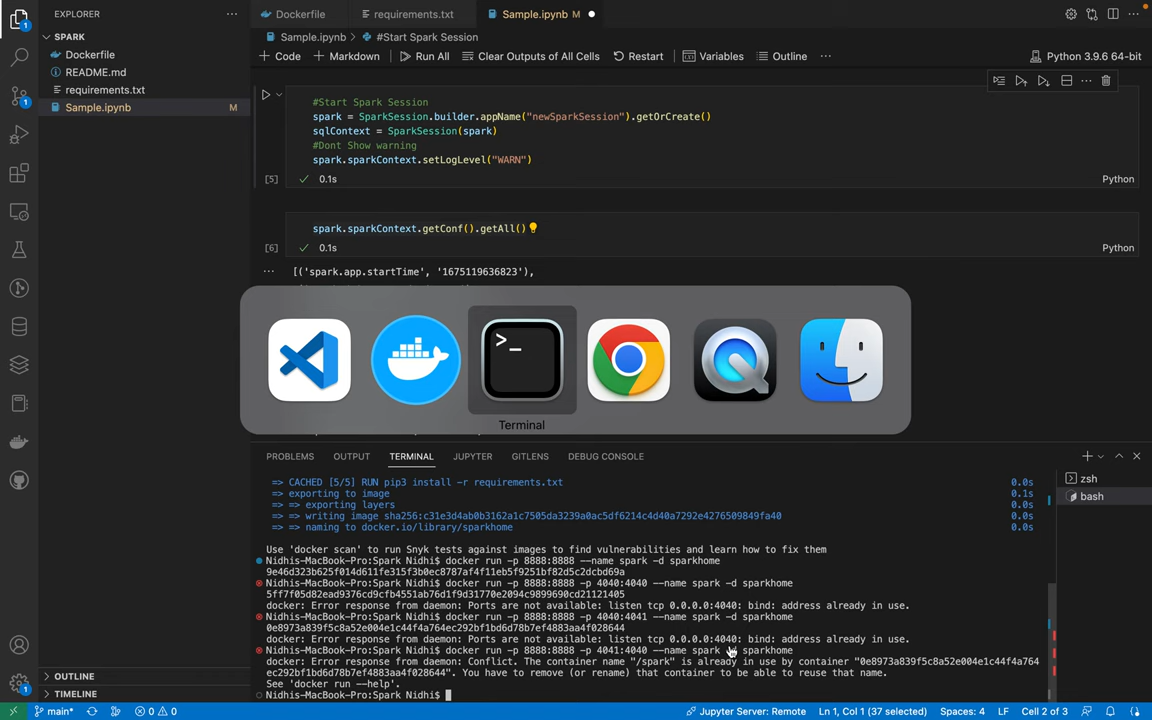 EXPLORER
SPARK
Dockerfile
README.md
requirements.txt
Sample.ipynb M
OUTLINE
TIMELINE
Dockerfile requirements.txt Sample.ipynb M
Sample.ipynb > #Start Spark Session
+ Code + Markdown Run All Clear Outputs of All Cells Restart Variables Outline ... Python 3.9.6 64-bit
#Start Spark Session
spark = SparkSession.builder.appName("newSparkSession").getOrCreate()
sqlContext = SparkSession(spark)
#Dont Show warning
spark.sparkContext.setLogLevel("WARN")
[5] 0.1s Python
spark.sparkContext.getConf().getAll()
[6] 0.1s Python
[('spark.app.startTime', '1675119636823'),
Terminal
PROBLEMS OUTPUT TERMINAL JUPYTER GITLENS DEBUG CONSOLE
zsh
bash
=> CACHED [5/5] RUN pip3 install -r requirements.txt 0.0s
=> exporting to image 0.1s
=> => exporting layers 0.0s
=> => writing image sha256:c31e3d4ab0b3162a1c7505da3239a0ac5df6214c4d40a7292e4276509849fa40 0.0s
=> => naming to docker.io/library/sparkhome 0.0s
Use 'docker scan' to run Snyk tests against images to find vulnerabilities and learn how to fix them
Nidhis-MacBook-Pro:Spark Nidhi$ docker run -p 8888:8888 --name spark -d sparkhome
9e46d323b625f014d611fe315f3b0ec8787af4f11eb5f9251bf82d5c2dcbd69a
Nidhis-MacBook-Pro:Spark Nidhi$ docker run -p 8888:8888 -p 4040:4040 --name spark -d sparkhome
5ff7f05d82ead9376cd9cfb4551ab76d1f9d31770e2094c9899690cd21121405
docker: Error response from daemon: Ports are not available: listen tcp 0.0.0.0:4040: bind: address already in use.
Nidhis-MacBook-Pro:Spark Nidhi$ docker run -p 8888:8888 -p 4040:4041 --name spark -d sparkhome
0e8973a839f5c8a52e004e1c44f4a764ec292bf1bd6d78b7ef4883aa4f028644
docker: Error response from daemon: Ports are not available: listen tcp 0.0.0.0:4040: bind: address already in use.
Nidhis-MacBook-Pro:Spark Nidhi$ docker run -p 8888:8888 -p 4041:4040 --name spark sparkhome
docker: Error response from daemon: Conflict. The container name "/spark" is already in use by container "0e8973a839f5c8a52e004e1c44f4a764
ec292bf1bd6d78b7ef4883aa4f028644". You have to remove (or rename) that container to be able to reuse that name.
See 'docker run --help'.
Nidhis-MacBook-Pro:Spark Nidhi$
main* 0 0 Jupyter Server: Remote Ln 1, Col 1 (37 selected) Spaces: 4 LF Cell 2 of 3